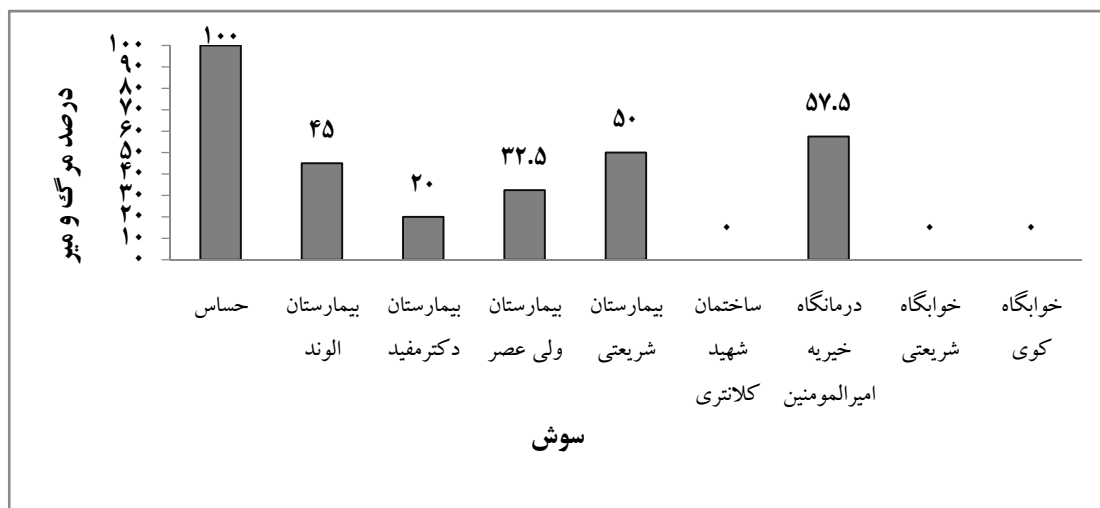 درصد مرگ و میر
۱۰۰
۹۰
۸۰
۷۰
۶۰
۵۰
۴۰
۳۰
۲۰
۱۰
۰
۱۰۰
۴۵
۲۰
۳۲.۵
۵۰
۰
۵۷.۵
۰
۰
حساس
بیمارستان
الوند
بیمارستان
دکترمفید
بیمارستان
ولی عصر
بیمارستان
شریعتی
ساختمان
شهید
کلانتری
درمانگاه
خیریه
امیرالمومنین
خوابگاه
شریعتی
خوابگاه
کوی
سوش